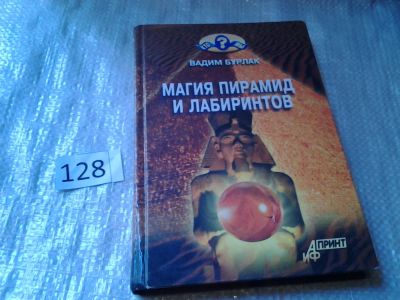 ВАДИМ БУРЛАК
МАГИЯ ПИРАМИД
И ЛАБИРИНТОВ
128
АиФ ПРИНТ